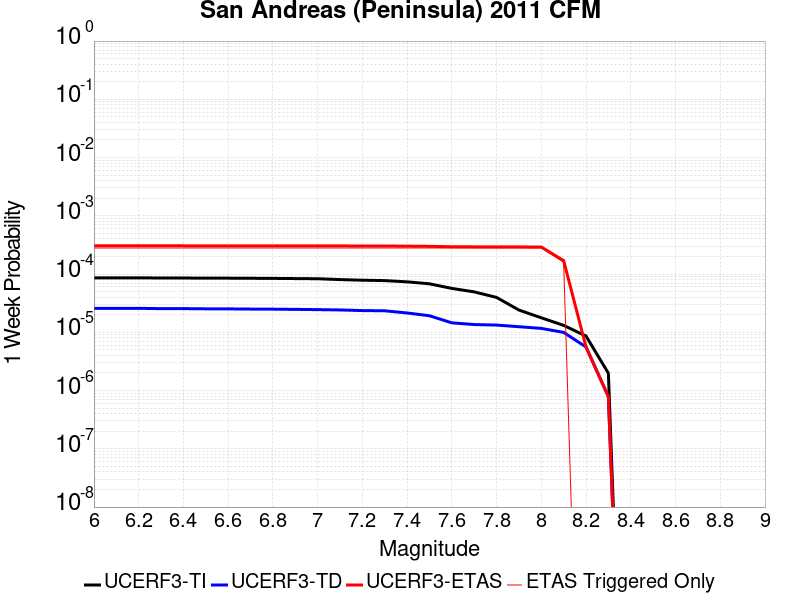 San Andreas (Peninsula) 2011 CFM
1 Week Probability
10^0
10^-1
10^-2
10^-3
10^-4
10^-5
10^-6
10^-7
10^-8
6 6.2 6.4 6.6 6.8 7 7.2 7.4 7.6 7.8 8 8.2 8.4 8.6 8.8 9
Magnitude
UCERF3-TI UCERF3-TD UCERF3-ETAS ETAS Triggered Only